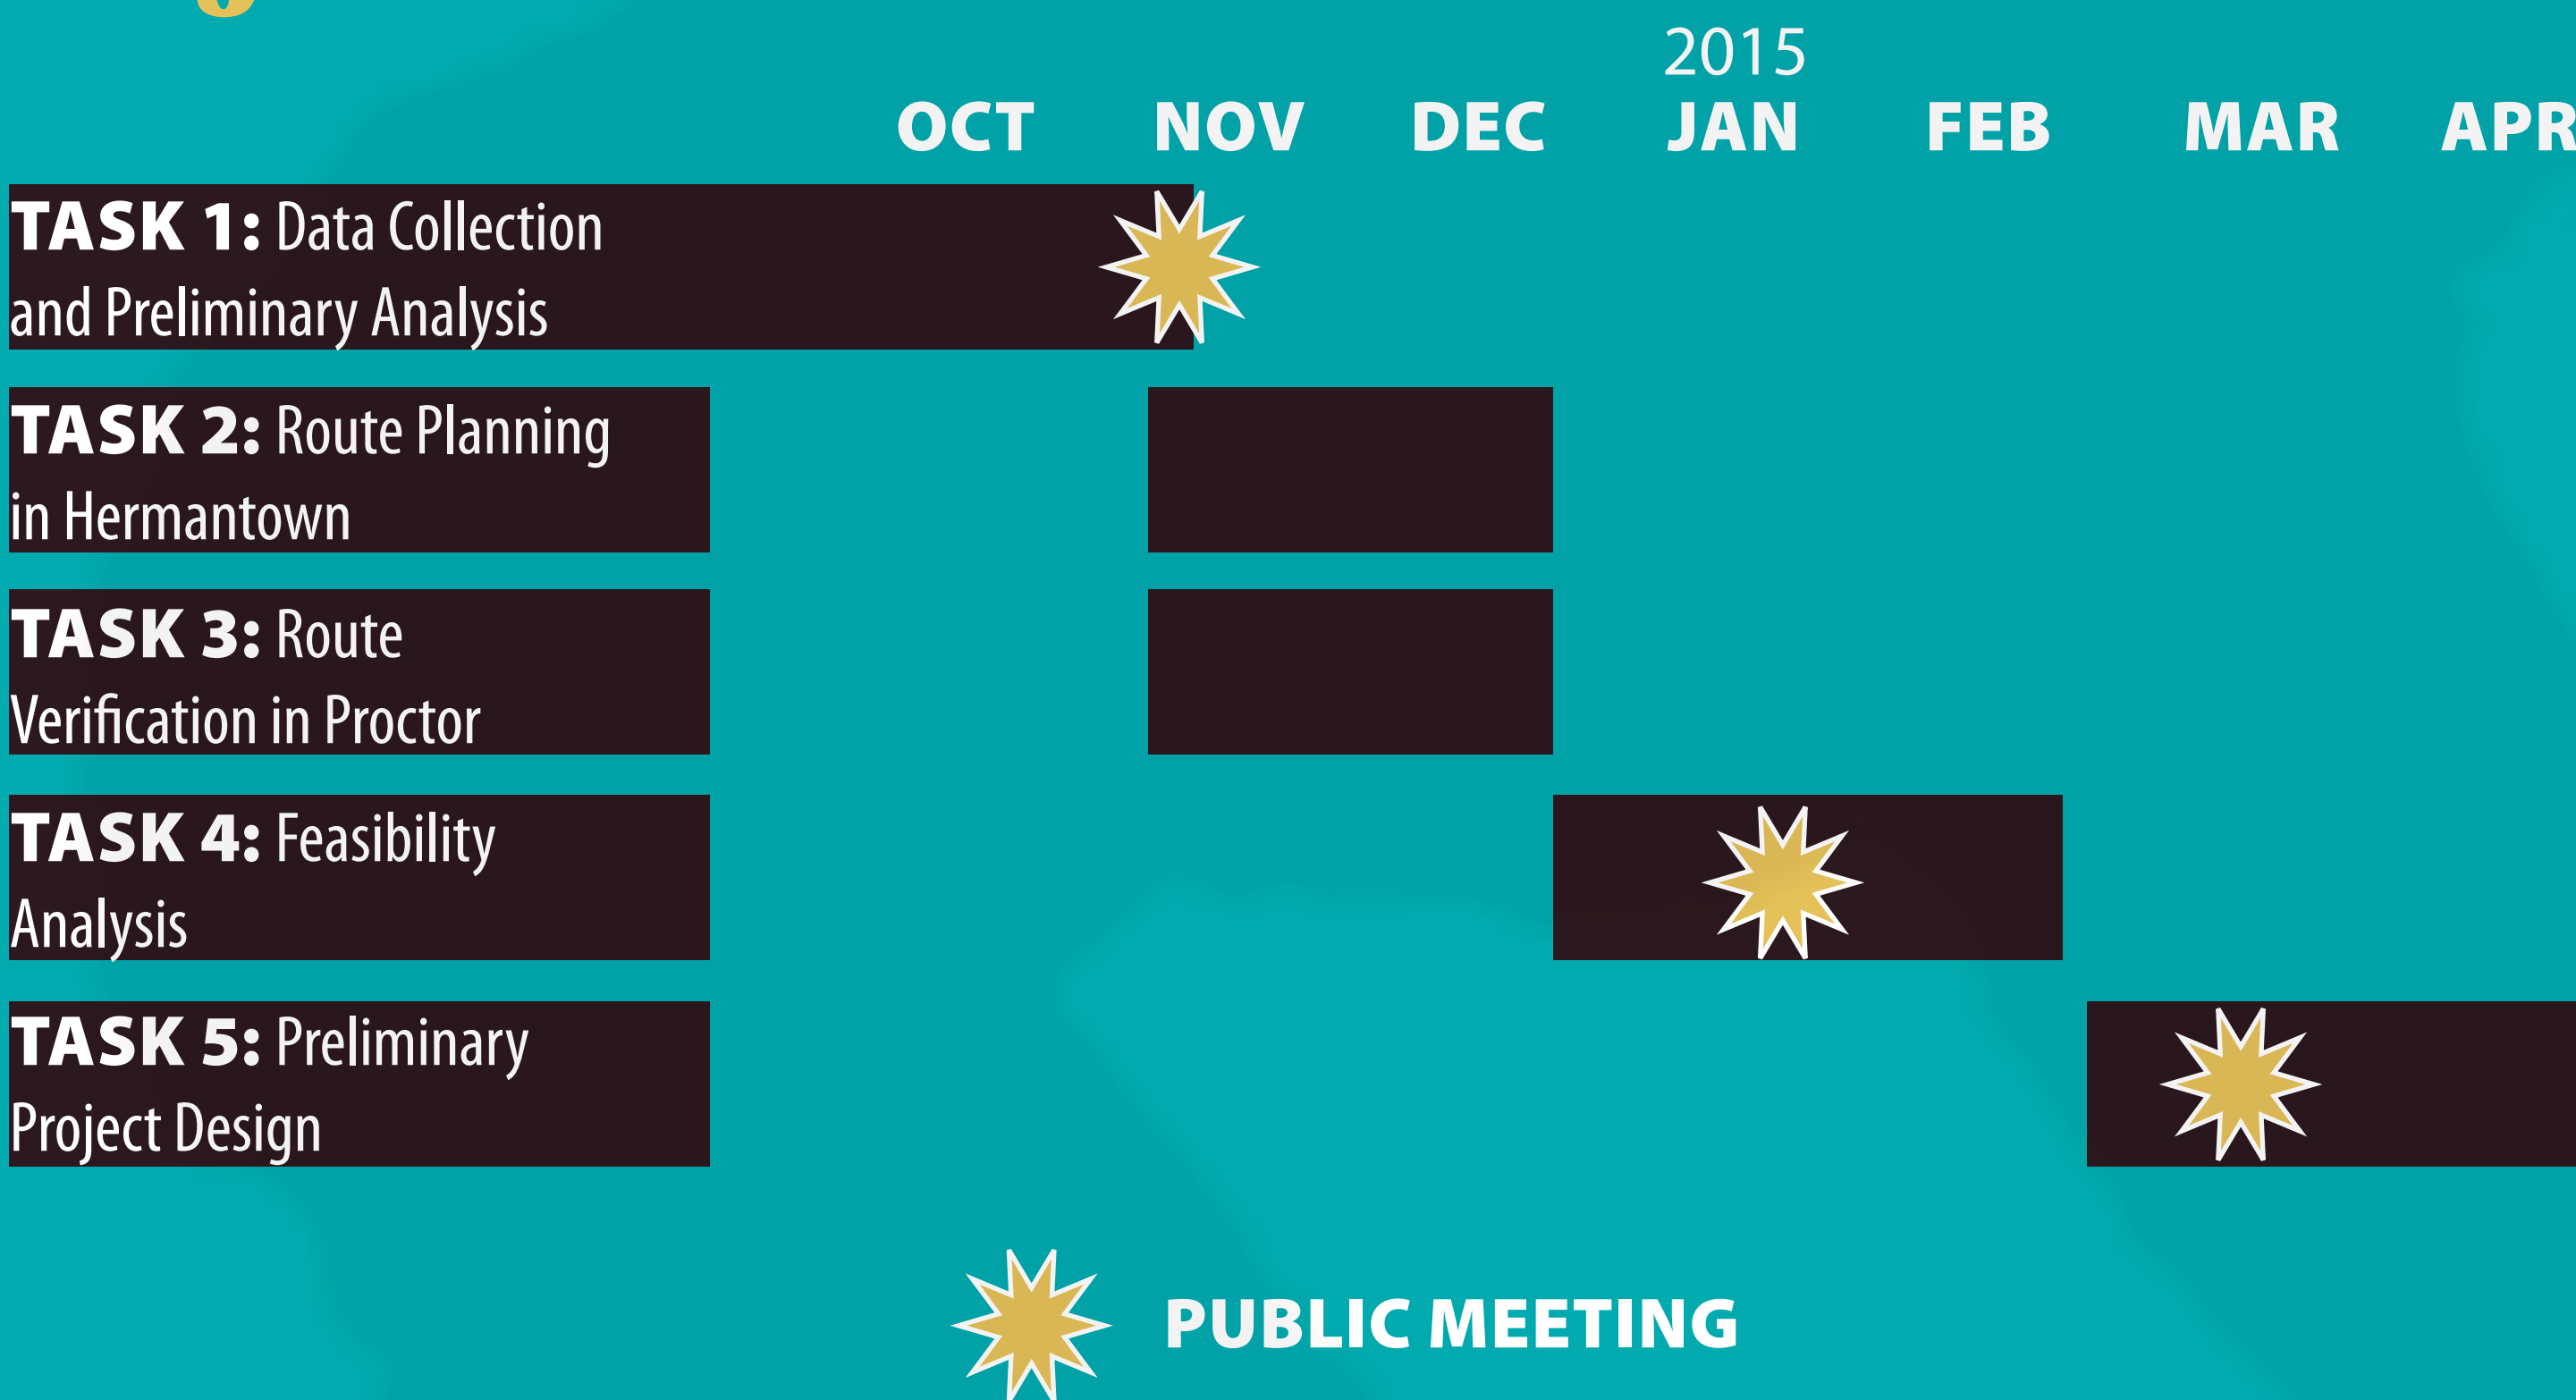 2015
OCT NOV DEC JAN FEB MAR APR
TASK 1: Data Collection
and Preliminary Analysis
TASK 2: Route Planning
in Hermantown
TASK 3: Route
Verification in Proctor
TASK 4: Feasibility
Analysis
TASK 5: Preliminary
Project Design
PUBLIC MEETING